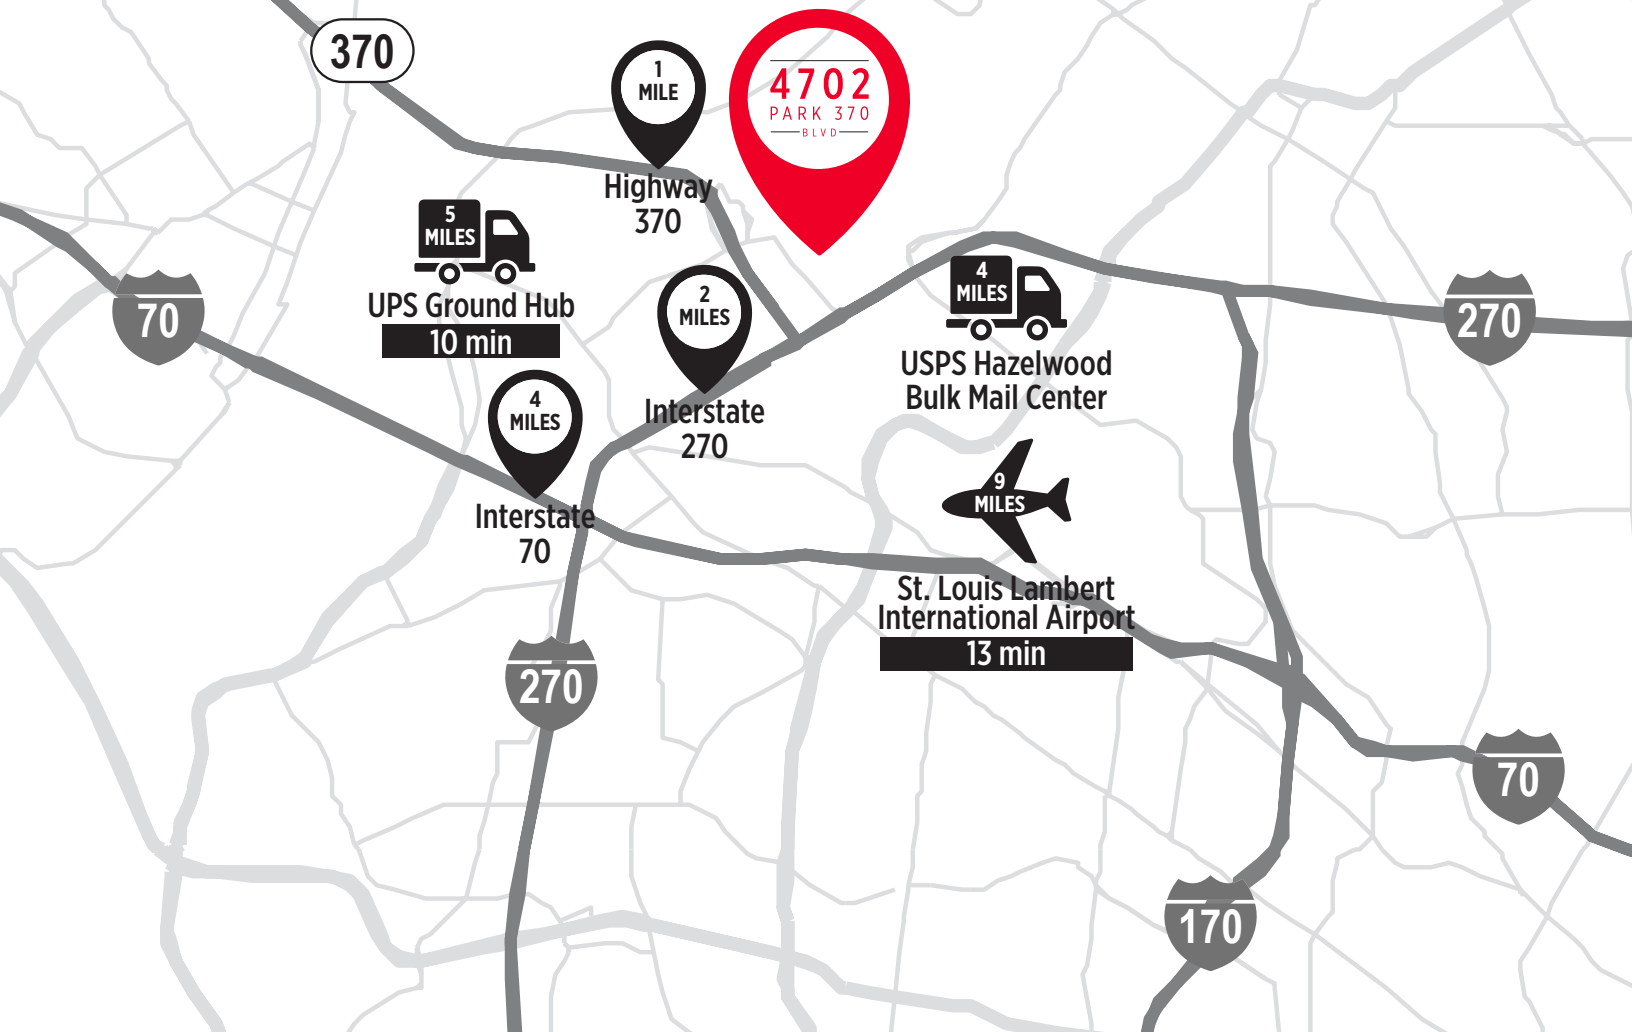 370
1
MILE
Highway
370
4702
PARK 370
BLVD
5
MILES
UPS Ground Hub
10 min
70
2
MILES
Interstate
270
4
MILES
USPS Hazelwood
Bulk Mail Center
270
4
MILES
Interstate
70
9
MILES
St. Louis Lambert
International Airport
13 min
270
70
170